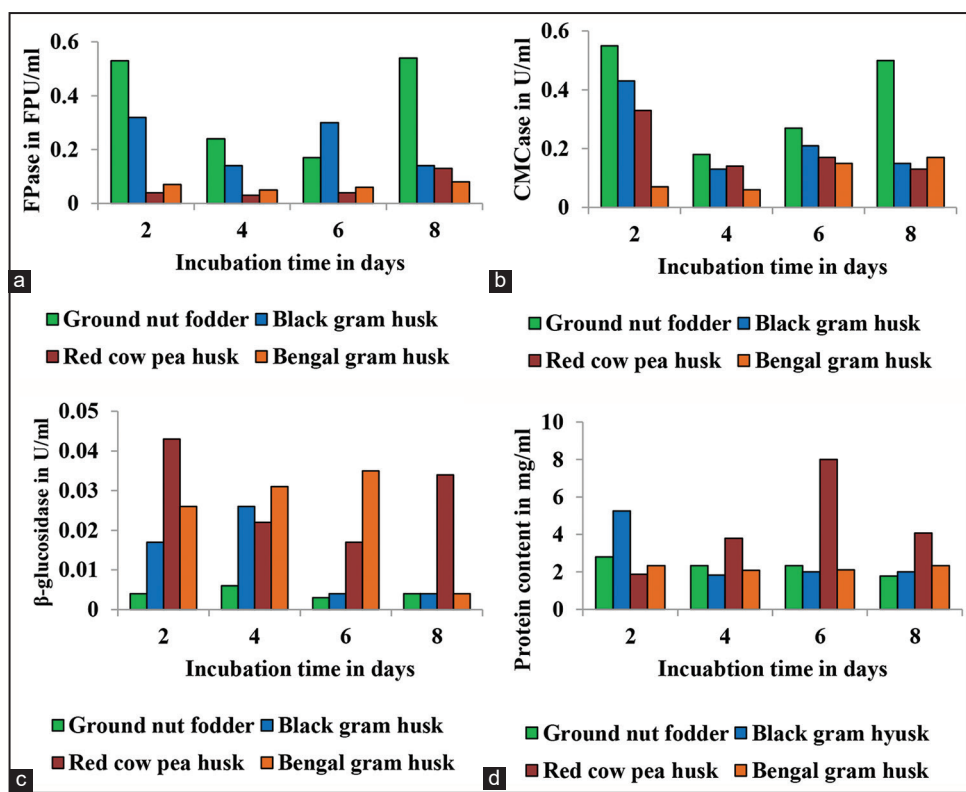 FPase in FPU/ml
0.6
0.4
0.2
0
2 4 6 8
Incubation time in days
a
Ground nut fodder Black gram husk
Red cow pea husk Bengal gram husk
CMCase in U/ml
0.6
0.4
0.2
0
2 4 6 8
Incubation time in days
b
Ground nut fodder Black gram husk
Red cow pea husk Bengal gram husk
β-glucosidase in U/ml
0.05
0.04
0.03
0.02
0.01
0
2 4 6 8
Incubation time in days
Ground nut fodder Black gram husk
Red cow pea husk Bengal gram husk
c
Protein content in mg/ml
10
8
6
4
2
0
2 4 6 8
Incuabtion time in days
Ground nut fodder Black gram hyusk
Red cow pea husk Bengal gram husk
d